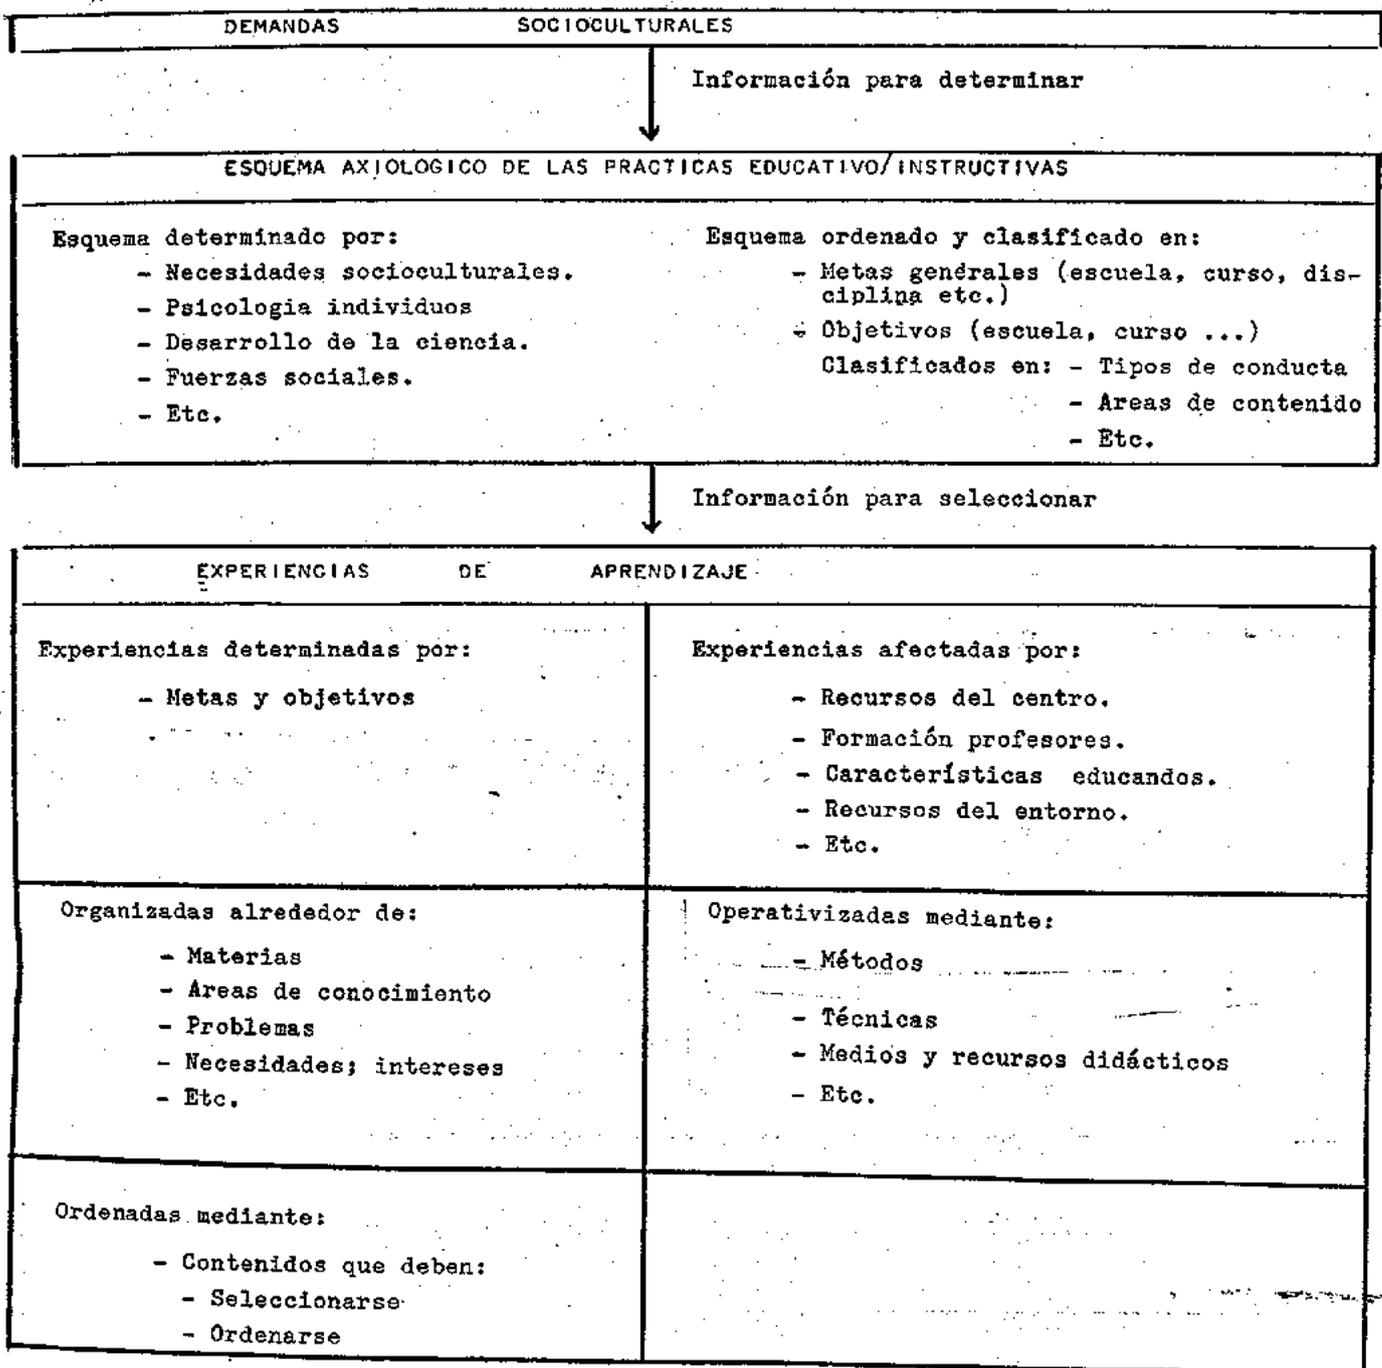 DEMANDAS SOCIOCULTURALES
Información para determinar
ESQUEMA AXIOLOGICO DE LAS PRACTICAS EDUCATIVO/INSTRUCTIVAS
Esquema determinado por:
- Necesidades socioculturales.
- Psicologia individuos
- Desarrollo de la ciencia.
- Fuerzas sociales.
- Etc.
Esquema ordenado y clasificado en:
- Metas generales (escuela, curso, dis-
ciplina etc.)
- Objetivos (escuela, curso ...)
Clasificados en: - Tipos de conducta
- Areas de contenido
- Etc.
Información para seleccionar
EXPERIENCIAS DE APRENDIZAJE
Experiencias determinadas por:
- Metas y objetivos
Experiencias afectadas por:
- Recursos del centro.
- Formación profesores.
- Características educandos.
- Recursos del entorno.
- Etc.
Organizadas alrededor de:
- Materias
- Areas de conocimiento
- Problemas
- Necesidades; intereses
- Etc.
Operativizadas mediante:
- Métodos
- Técnicas
- Medios y recursos didácticos
- Etc.
Ordenadas mediante:
- Contenidos que deben:
- Seleccionarse
- Ordenarse